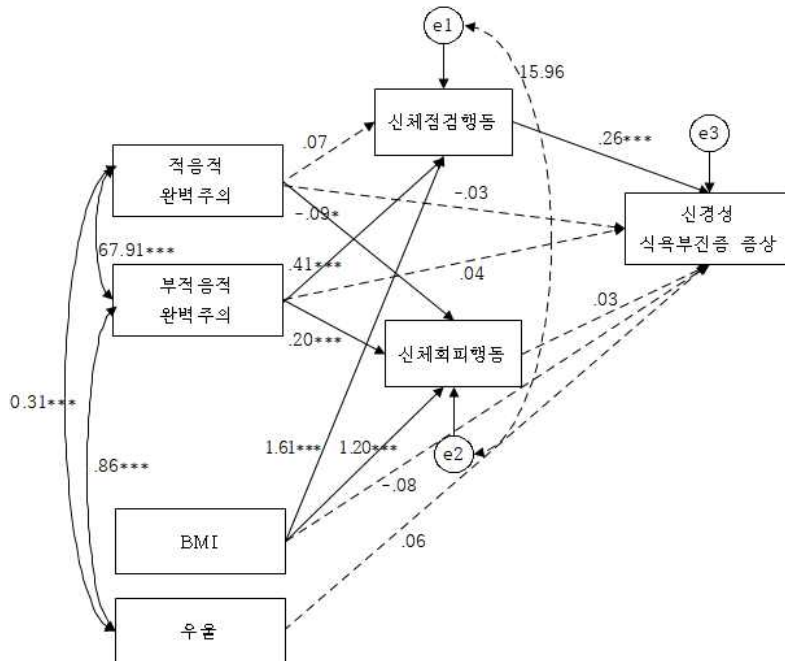 e1
15.96
신체점검행동
.26***
e3
.07
적응적
완벽주의
-.03
-.09*
신경성
식욕부진증 증상
67.91***
.41***
.04
부적응적
완벽주의
.20***
.03
신체회피행동
0.31***
.86***
1.61***
1.20***
e2
-.08
.06
BMI
우울